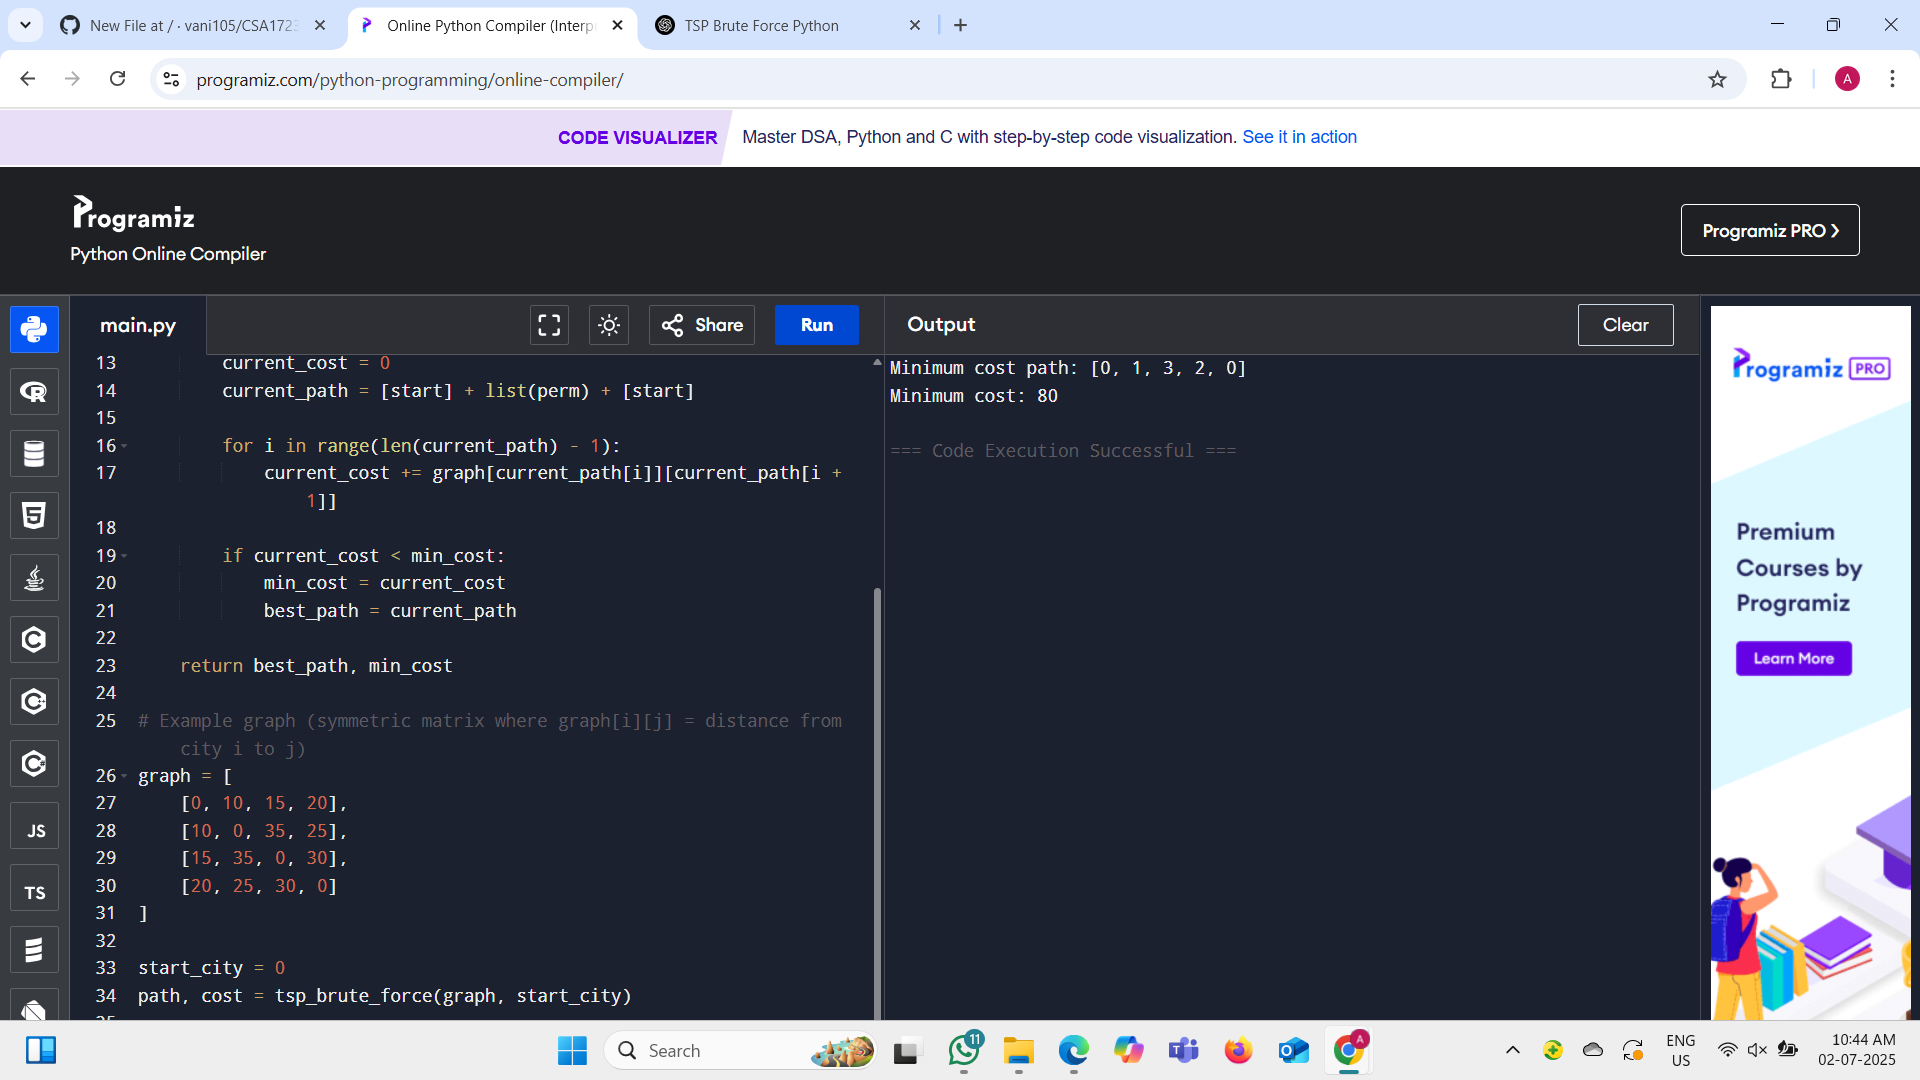 New File at / · vani105/CSA1723
Online Python Compiler (Interp
TSP Brute Force Python
programiz.com/python-programming/online-compiler/
A
CODE VISUALIZER
Master DSA, Python and C with step-by-step code visualization. See it in action
Programiz
Python Online Compiler
Programiz PRO
main.py
Share
Run
Output
Clear
13 current_cost = 0
14 current_path = [start] + list(perm) + [start]
15
16 for i in range(len(current_path) - 1):
17 current_cost += graph[current_path[i]][current_path[i +
1]]
18
19 if current_cost < min_cost:
20 min_cost = current_cost
21 best_path = current_path
22
23 return best_path, min_cost
24
25 # Example graph (symmetric matrix where graph[i][j] = distance from
city i to j)
26 graph = [
27 [0, 10, 15, 20],
28 [10, 0, 35, 25],
29 [15, 35, 0, 30],
30 [20, 25, 30, 0]
31 ]
32
33 start_city = 0
34 path, cost = tsp_brute_force(graph, start_city)
Minimum cost path: [0, 1, 3, 2, 0]
Minimum cost: 80
=== Code Execution Successful ===
JS
TS
Programiz PRO
Premium
Courses by
Programiz
Learn More
Search
11
A
ENG
US
10:44 AM
02-07-2025